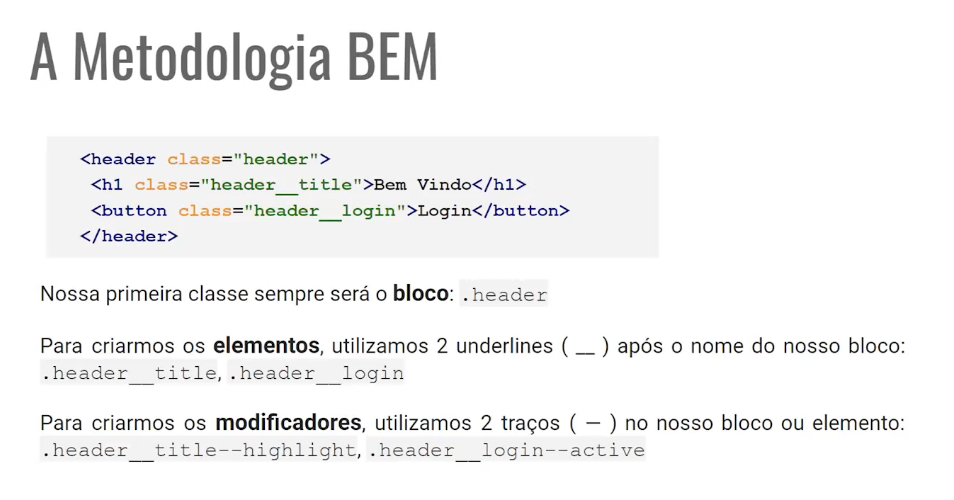 A Metodologia BEM
<header class="header">
<h1 class="header__title">Bem Vindo</h1>
<button class="header__login">Login</button>
</header>
Nossa primeira classe sempre será o bloco: .header
Para criarmos os elementos, utilizamos 2 underlines ( __ ) após o nome do nosso bloco:
.header__title, .header__login
Para criarmos os modificadores, utilizamos 2 traços ( — ) no nosso bloco ou elemento:
.header__title--highlight, .header__login--active